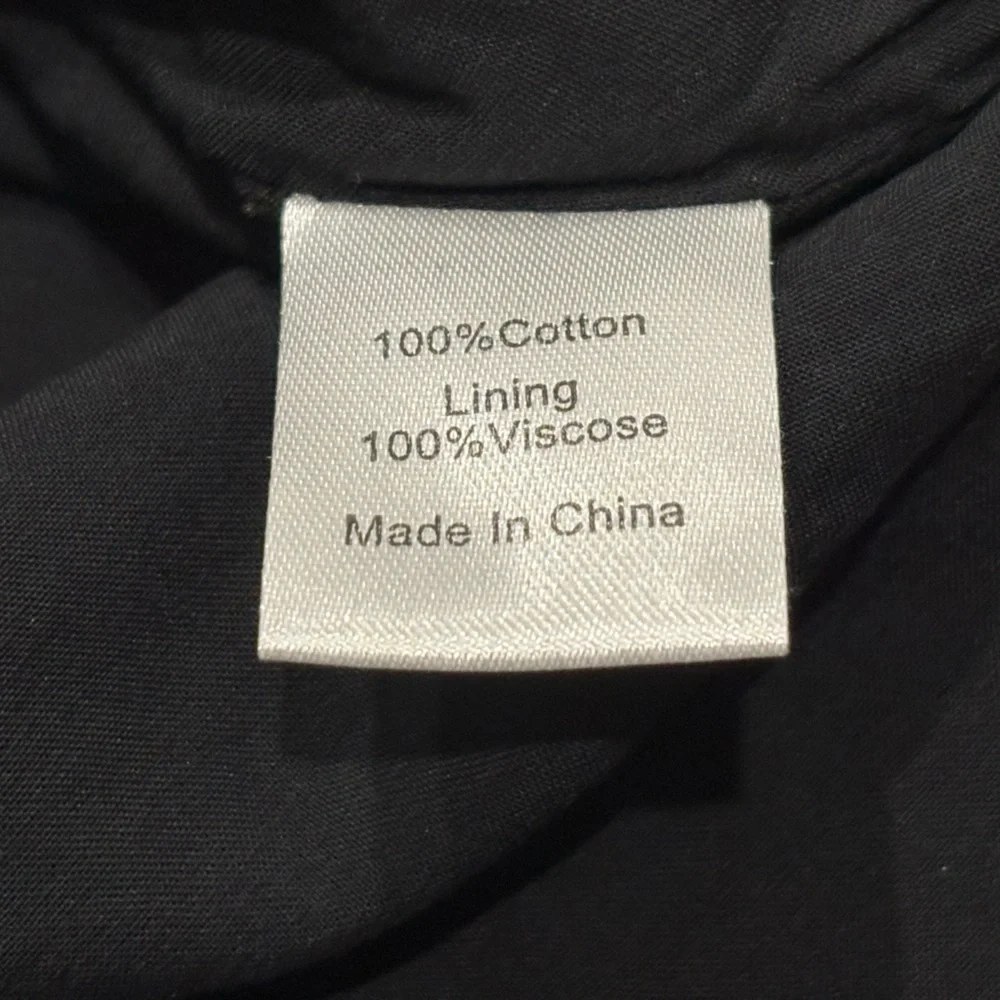 100%Cotton
Lining
100%Viscose
Made In China